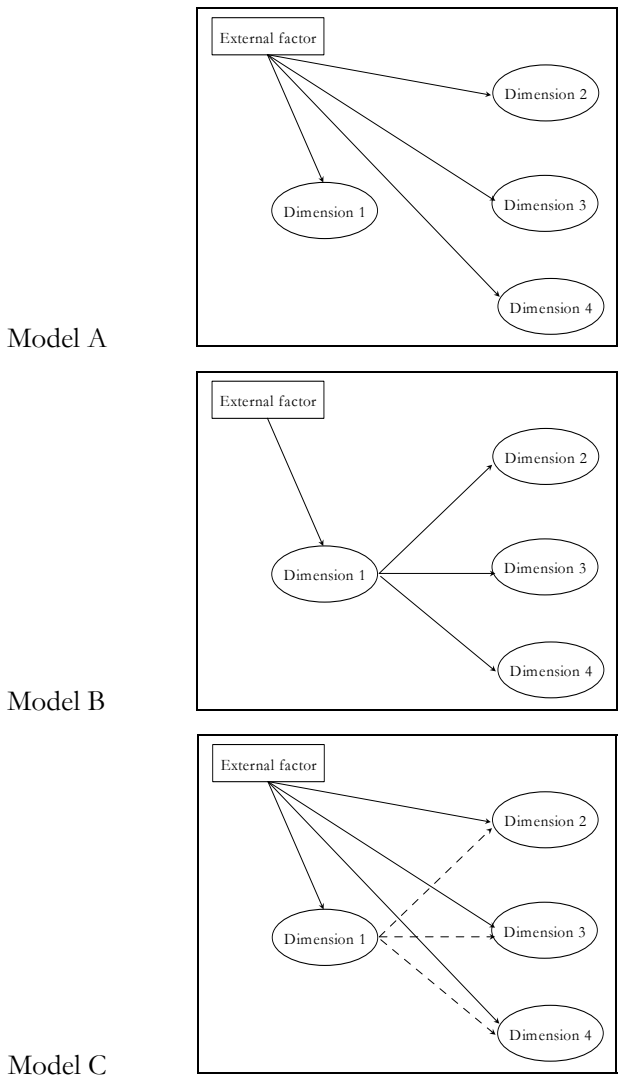 External factor
Dimension 2
Dimension 3
Dimension 1
Dimension 4
Model A
External factor
Dimension 2
Dimension 3
Dimension 1
Dimension 4
Model B
External factor
Dimension 2
Dimension 3
Dimension 1
Dimension 4
Model C